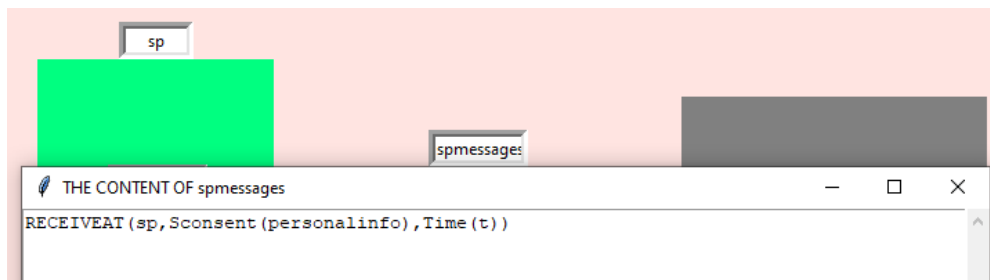 sp
spmessages
THE CONTENT OF spmessages
RECEIVEAT(sp,Sconsent(personalinfo),Time(t))